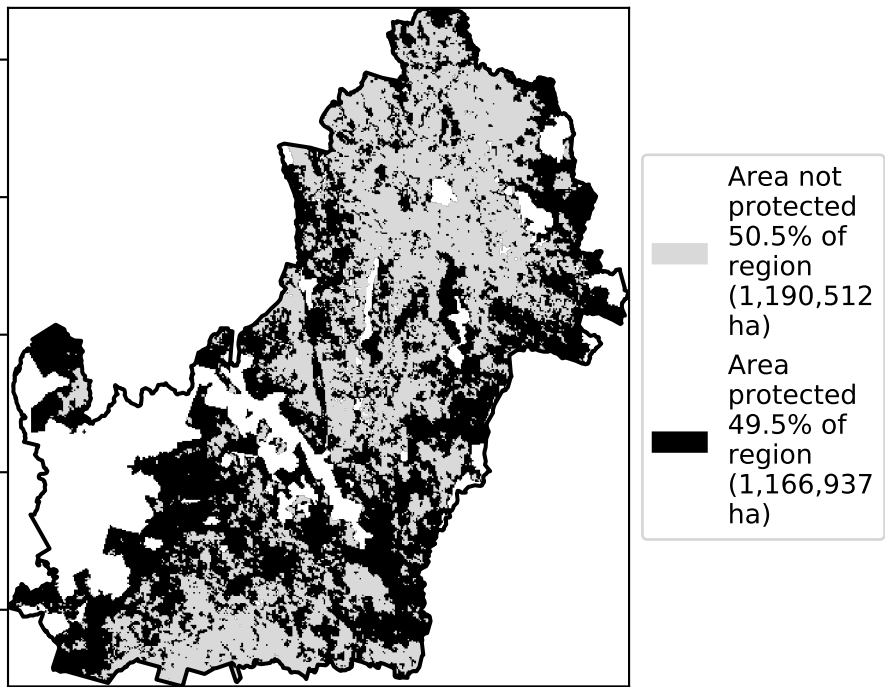 Area not
protected
50.5% of
region
(1,190,512
ha)
Area
protected
49.5% of
region
(1,166,937
ha)